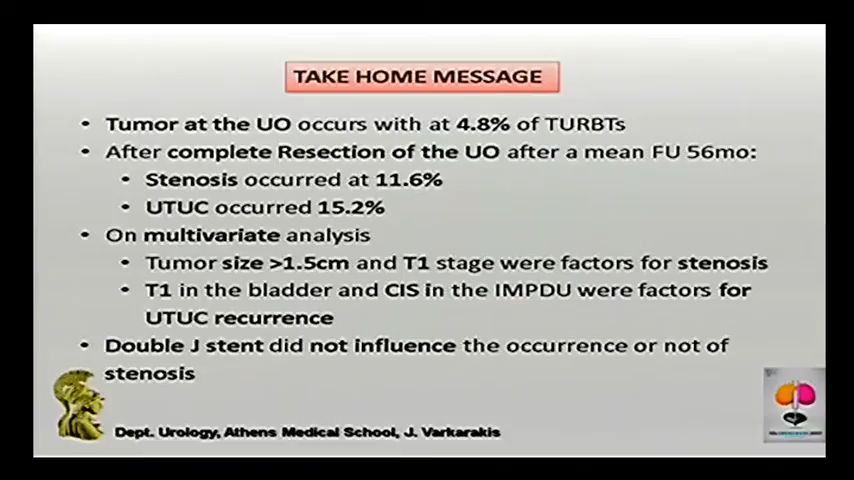 TAKE HOME MESSAGE
• Tumor at the UO occurs with at 4.8% of TURBTs
• After complete Resection of the UO after a mean FU 56mo:
• Stenosis occurred at 11.6%
• UTUC occurred 15.2%
• On multivariate analysis
• Tumor size >1.5cm and T1 stage were factors for stenosis
• T1 in the bladder and CIS in the IMPDU were factors for
UTUC recurrence
• Double J stent did not influence the occurrence or not of
stenosis
Dept. Urology, Athens Medical School, J. Varkarakis